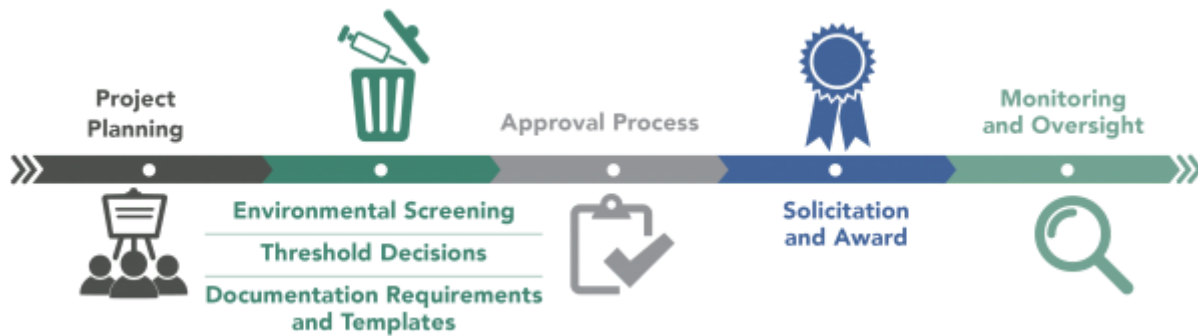 Project
Planning
Environmental Screening
Threshold Decisions
Documentation Requirements
and Templates
Approval Process
Solicitation
and Award
Monitoring
and Oversight